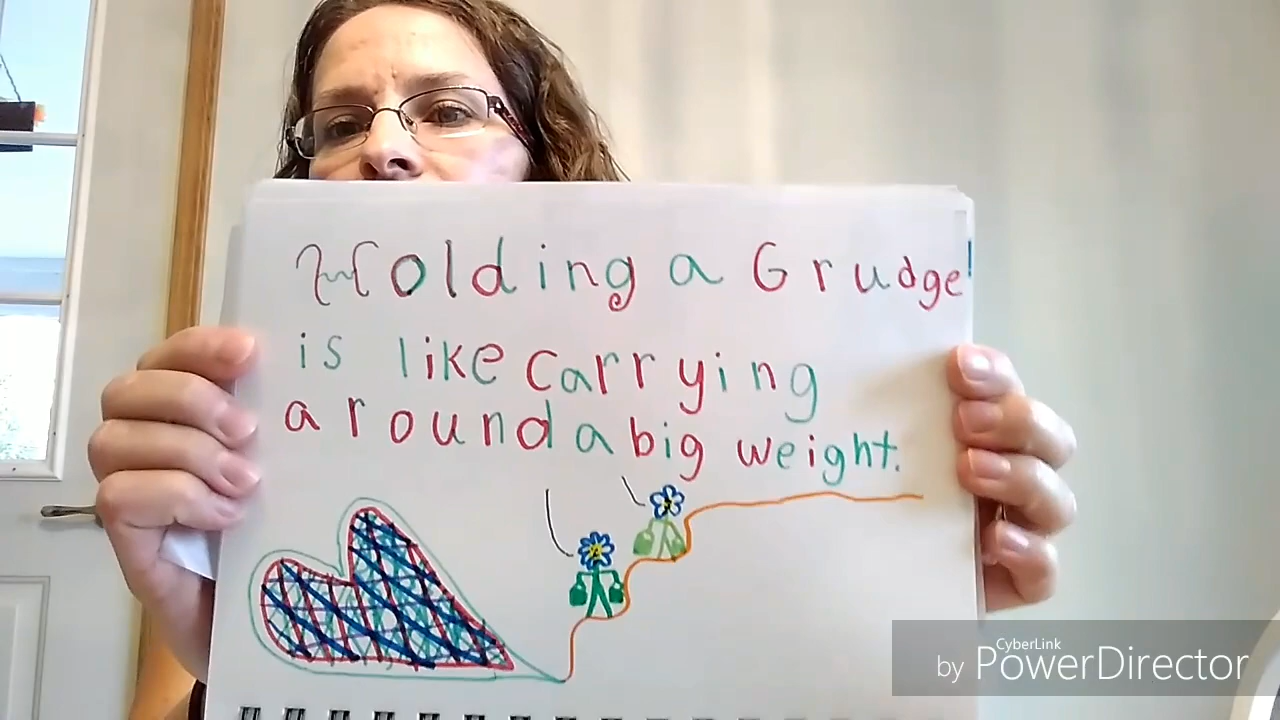 Holding a Grudge!
is like carrying
around a big weight.
CyberLink
by PowerDirector